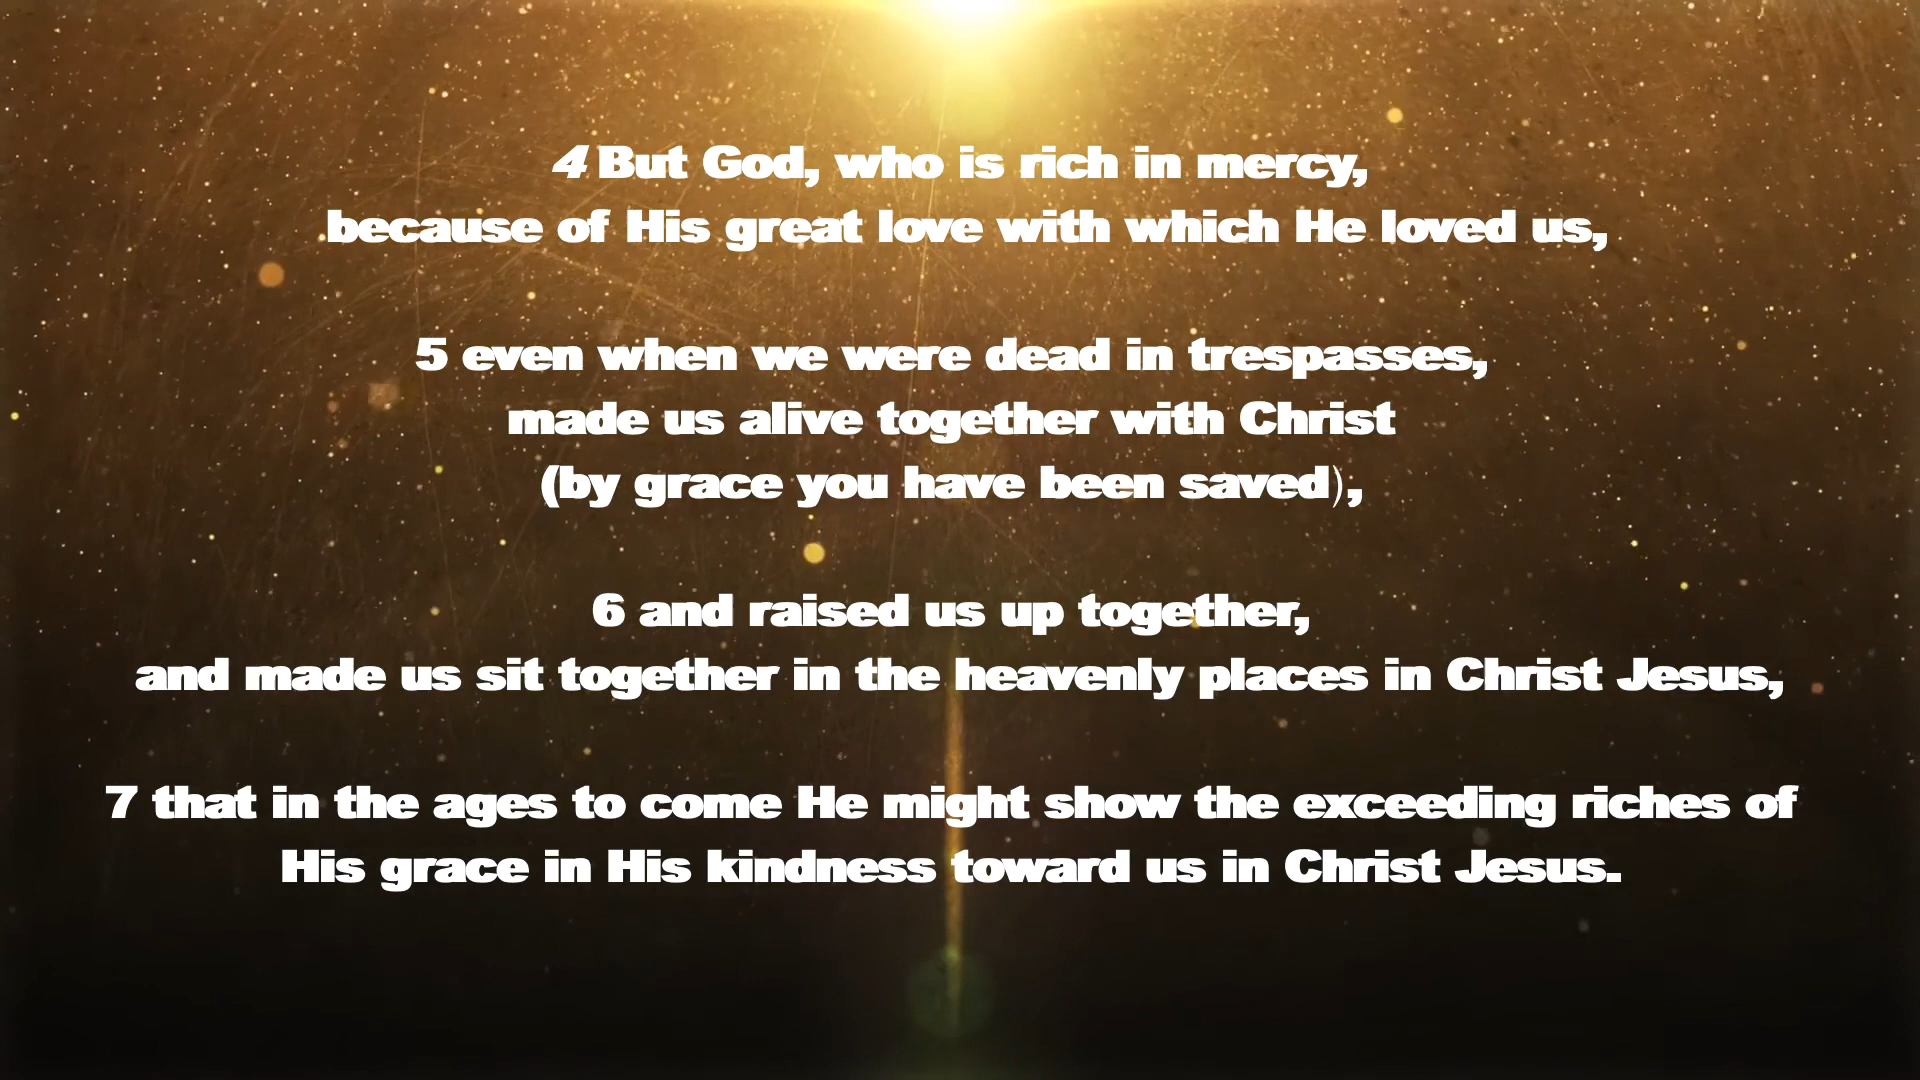 4 But God, who is rich in mercy,
because of His great love with which He loved us,
5 even when we were dead in trespasses,
made us alive together with Christ
(by grace you have been saved),
6 and raised us up together,
and made us sit together in the heavenly places in Christ Jesus,
7 that in the ages to come He might show the exceeding riches of
His grace in His kindness toward us in Christ Jesus.